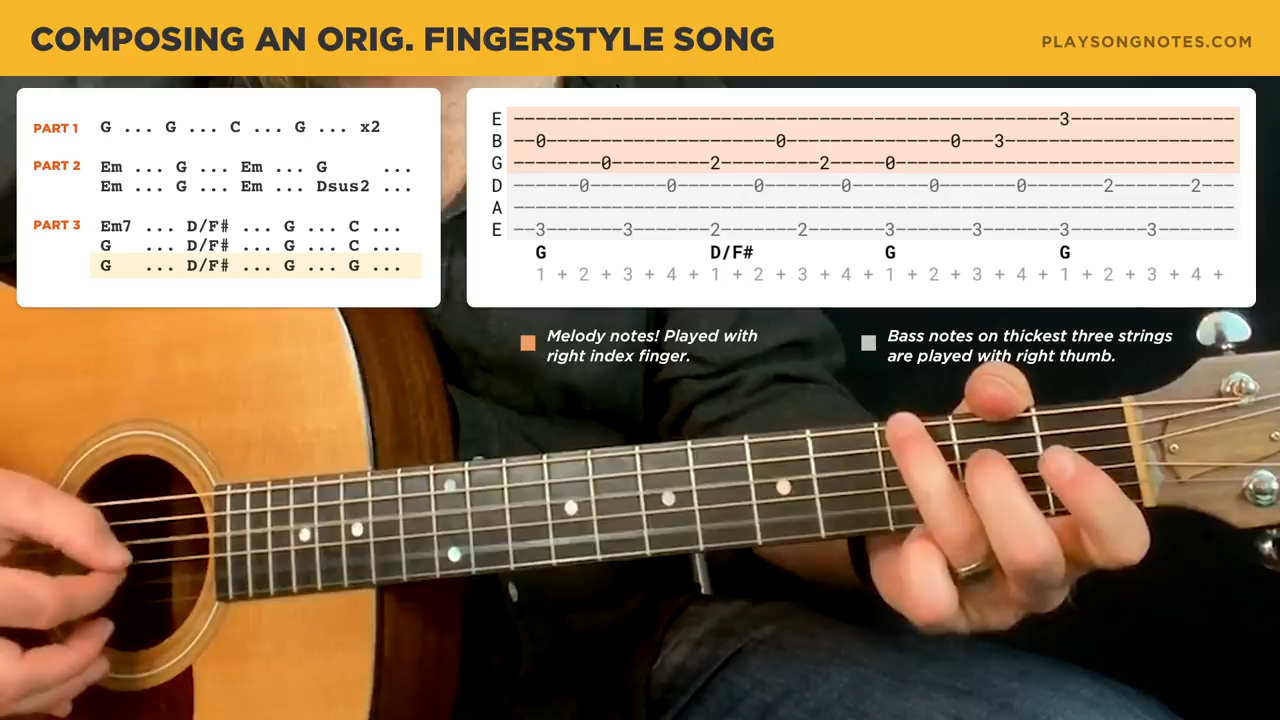 COMPOSING AN ORIG. FINGERSTYLE SONG
PLAYSONGNOTES.COM
PART 1 G ... G ... C ... G ... x2
PART 2 Em ... G ... Em ... G ...
Em ... G ... Em ... Dsus2 ...
PART 3 Em7 ... D/F# ... G ... C ...
G ... D/F# ... G ... C ...
G ... D/F# ... G ... G ...
E --------------------------------------------------3---------------
B --0---------------------0---------------0---3---------------------
G --------0---------2---------2-----0-------------------------------
D ------0-------0-------0-------0-------0-------0-------2-------2---
A ------------------------------------------------------------------
E --3-------3-------2-------2-------3-------3-------3-------3-------
G D/F# G G
1 + 2 + 3 + 4 + 1 + 2 + 3 + 4 + 1 + 2 + 3 + 4 + 1 + 2 + 3 + 4 +
Melody notes! Played with
right index finger.
Bass notes on thickest three strings
are played with right thumb.